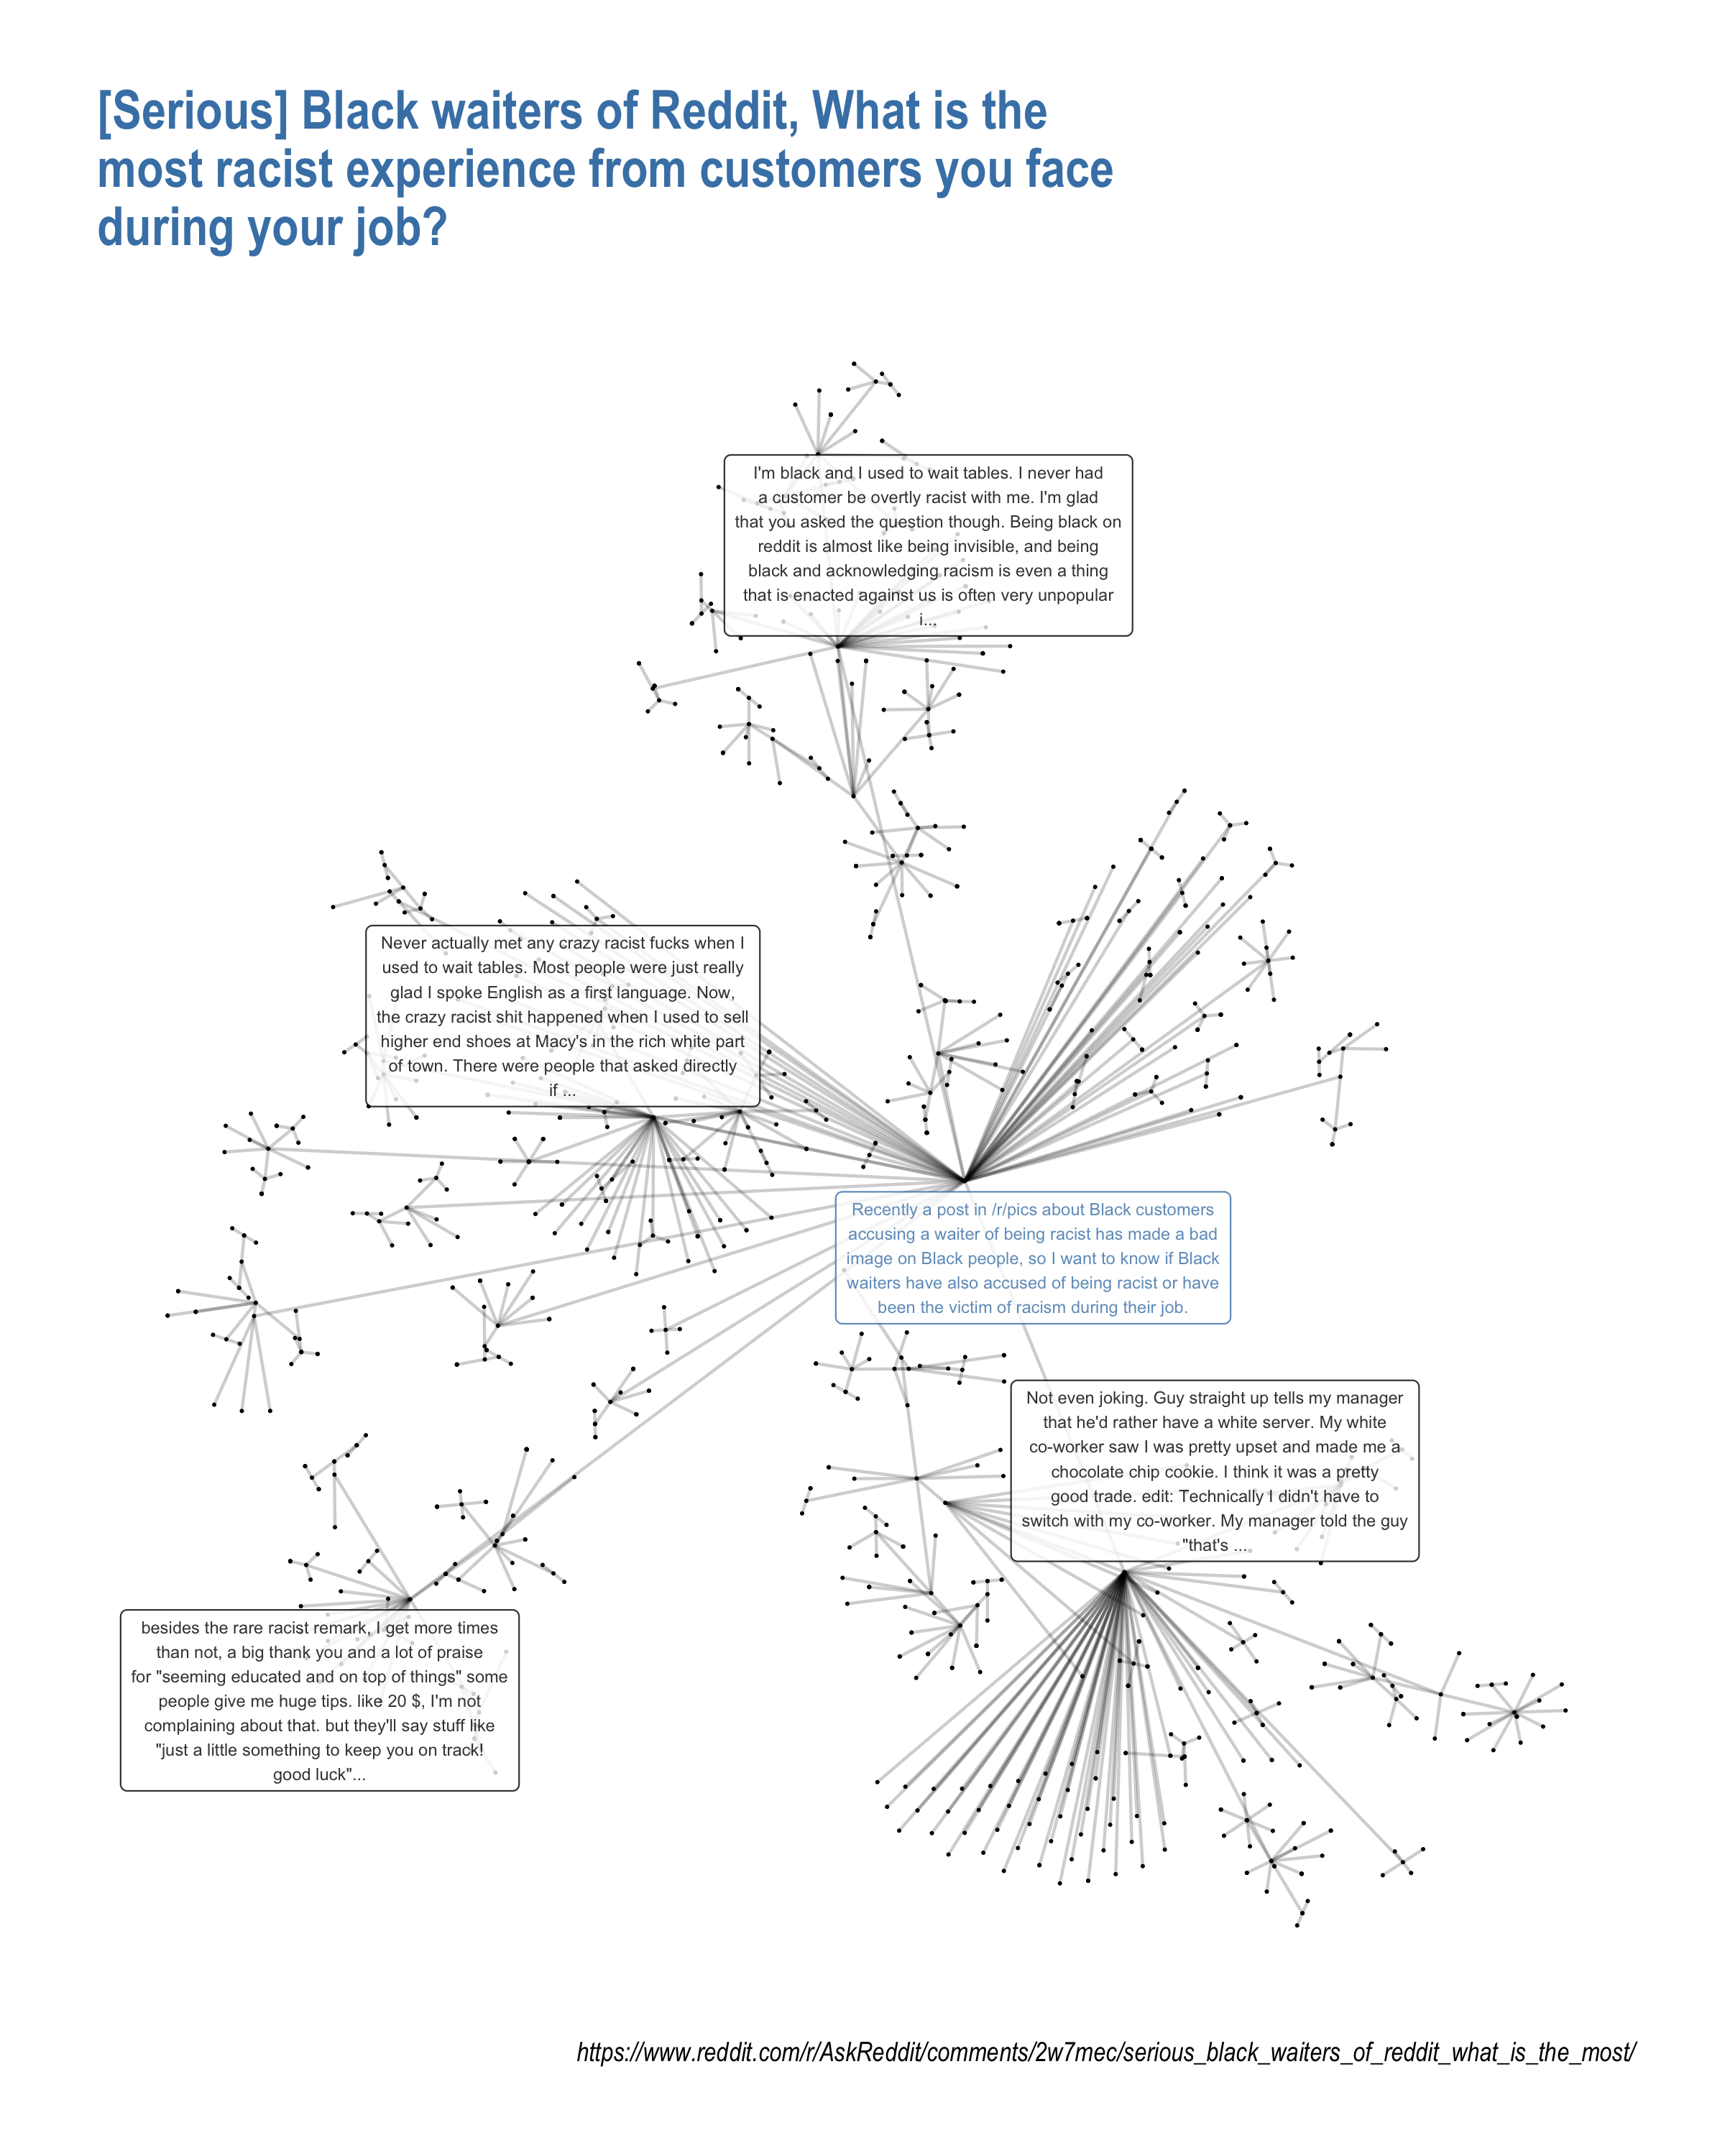 [Serious] Black waiters of Reddit, What is the
most racist experience from customers you face
during your job?
I'm black and I used to wait tables. I never had
a customer be overtly racist with me. I'm glad
that you asked the question though. Being black on
reddit is almost like being invisible, and being
black and acknowledging racism is even a thing
that is enacted against us is often very unpopular
i...
Never actually met any crazy racist fucks when I
used to wait tables. Most people were just really
glad I spoke English as a first language. Now,
the crazy racist shit happened when I used to sell
higher end shoes at Macy's in the rich white part
of town. There were people that asked directly
if ...
Recently a post in /r/pics about Black customers
accusing a waiter of being racist has made a bad
image on Black people, so I want to know if Black
waiters have also accused of being racist or have
been the victim of racism during their job.
Not even joking. Guy straight up tells my manager
that he'd rather have a white server. My white
co-worker saw I was pretty upset and made me a
chocolate chip cookie. I think it was a pretty
good trade. edit: Technically I didn't have to
switch with my co-worker. My manager told the guy
"that's ...
besides the rare racist remark, I get more times
than not, a big thank you and a lot of praise
for "seeming educated and on top of things" some
people give me huge tips. like 20 $, I'm not
complaining about that. but they'll say stuff like
"just a little something to keep you on track!
good luck"...
https://www.reddit.com/r/AskReddit/comments/2w7mec/serious_black_waiters_of_reddit_what_is_the_most/